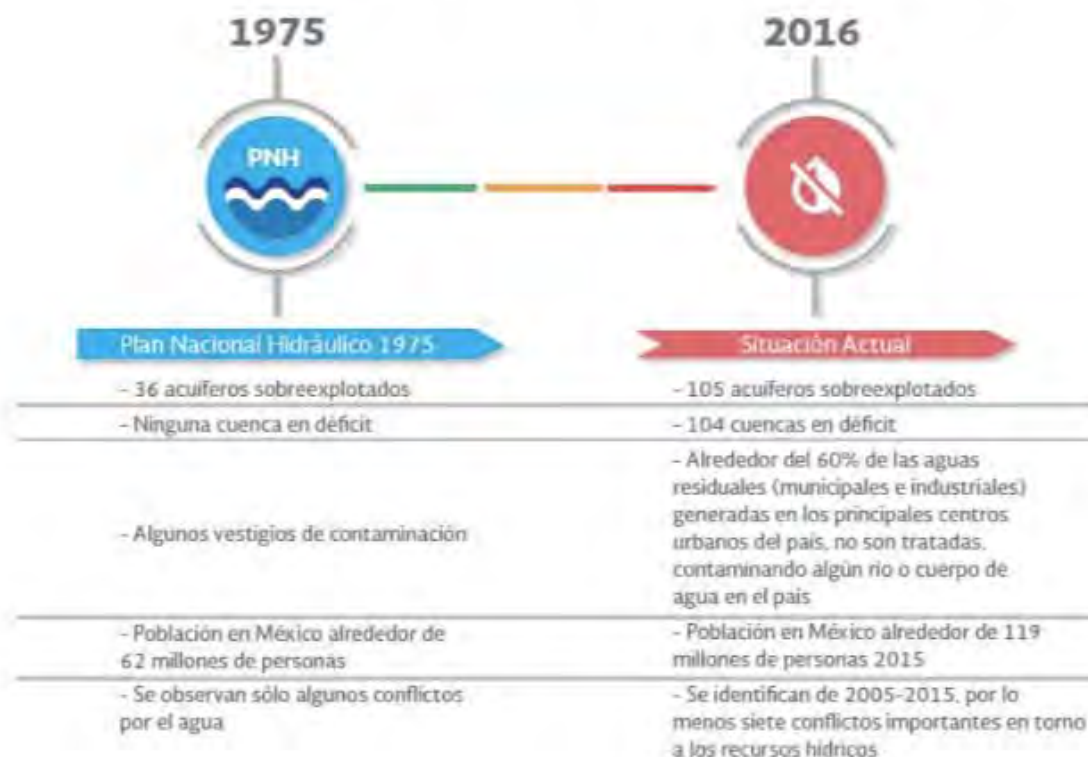 1975
2016
PNH
Plan Nacional Hidráulico 1975
Situación Actual
- 36 acuíferos sobreexplotados
- 105 acuíferos sobreexplotados
- Ninguna cuenca en déficit
- 104 cuencas en déficit
- Algunos vestigios de contaminación
- Alrededor del 60% de las aguas
residuales (municipales e industriales)
generadas en los principales centros
urbanos del país, no son tratadas,
contaminando algún río o cuerpo de
agua en el país
- Población en México alrededor de
62 millones de personas
- Población en México alrededor de 119
millones de personas 2015
- Se observan sólo algunos conflictos
por el agua
- Se identifican de 2005-2015, por lo
menos siete conflictos importantes en torno
a los recursos hídricos